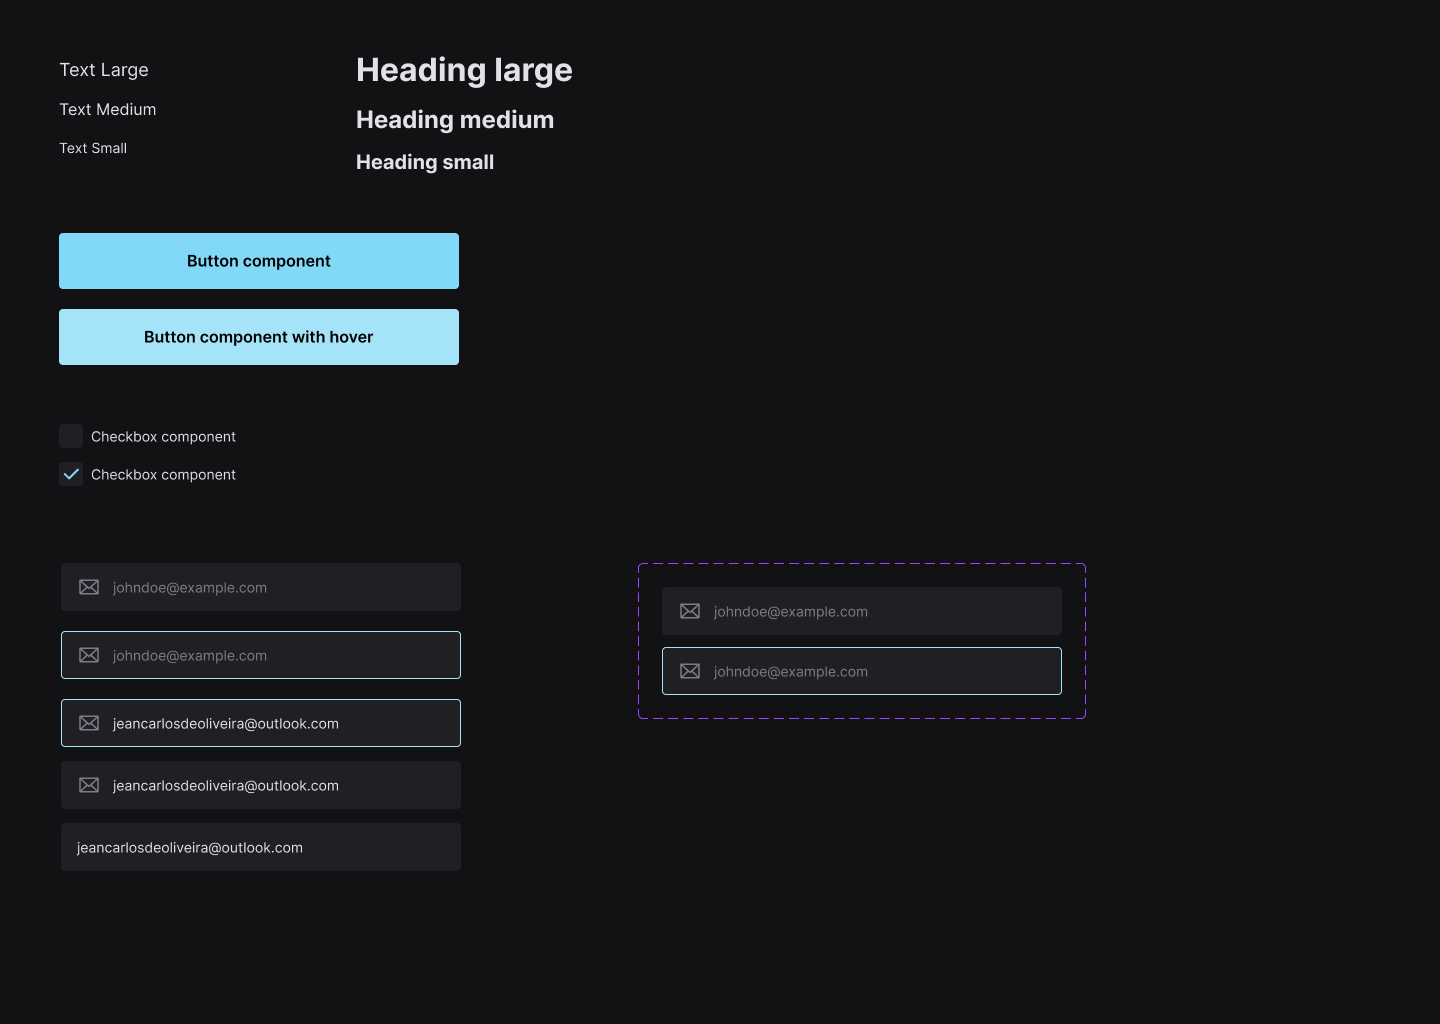 Text Large
Text Medium
Text Small
Heading large
Heading medium
Heading small
Button component
Button component with hover
Checkbox component
Checkbox component
johndoe@example.com
johndoe@example.com
jeancarlosdeoliveira@outlook.com
jeancarlosdeoliveira@outlook.com
jeancarlosdeoliveira@outlook.com
johndoe@example.com
johndoe@example.com